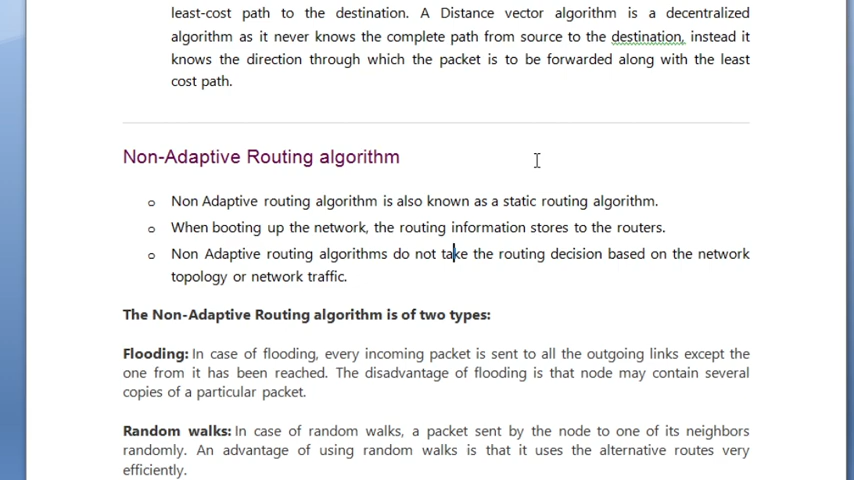 least-cost path to the destination. A Distance vector algorithm is a decentralized
algorithm as it never knows the complete path from source to the destination, instead it
knows the direction through which the packet is to be forwarded along with the least
cost path.
Non-Adaptive Routing algorithm
o Non Adaptive routing algorithm is also known as a static routing algorithm.
o When booting up the network, the routing information stores to the routers.
o Non Adaptive routing algorithms do not take the routing decision based on the network
topology or network traffic.
The Non-Adaptive Routing algorithm is of two types:
Flooding: In case of flooding, every incoming packet is sent to all the outgoing links except the
one from it has been reached. The disadvantage of flooding is that node may contain several
copies of a particular packet.
Random walks: In case of random walks, a packet sent by the node to one of its neighbors
randomly. An advantage of using random walks is that it uses the alternative routes very
efficiently.